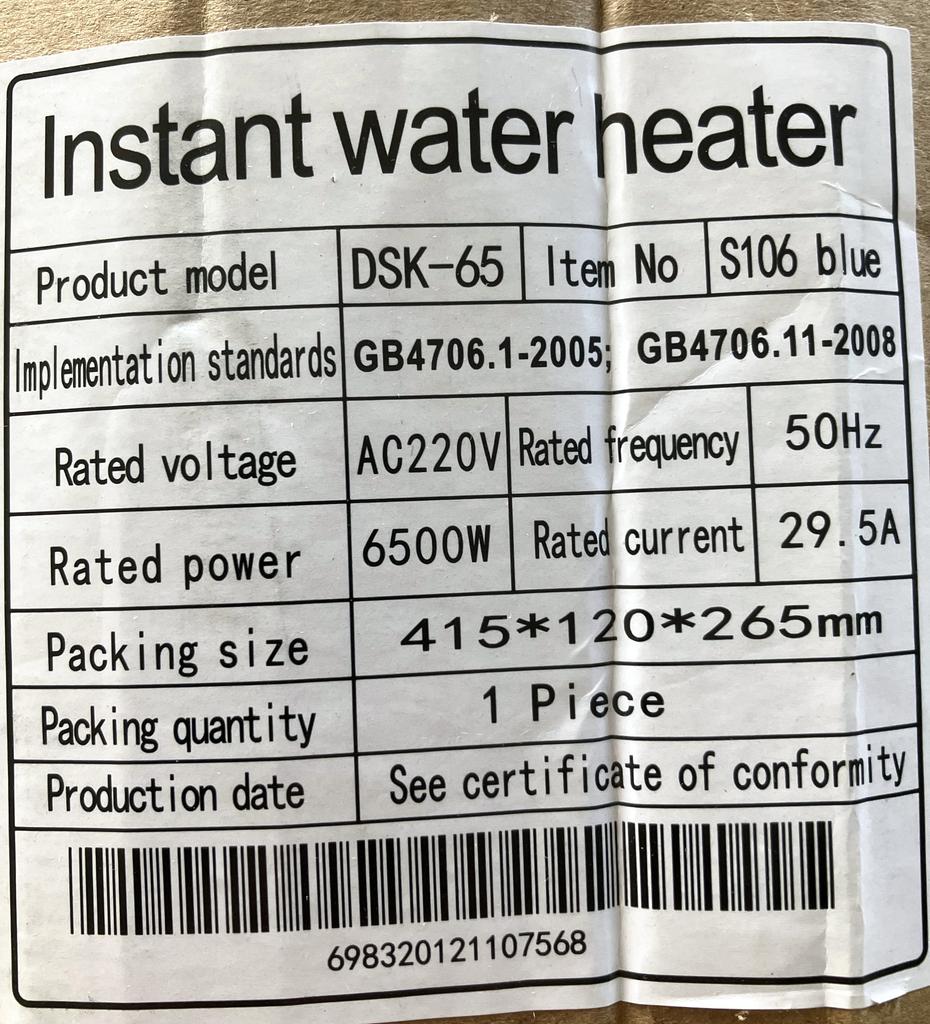 Instant water heater
Product model DSK-65 Item No S106 blue
Implementation standards GB4706.1-2005; GB4706.11-2008
Rated voltage AC220V Rated frequency 50Hz
Rated power 6500W Rated current 29.5A
Packing size 415*120*265mm
Packing quantity 1 Piece
Production date See certificate of conformity
698320121107568